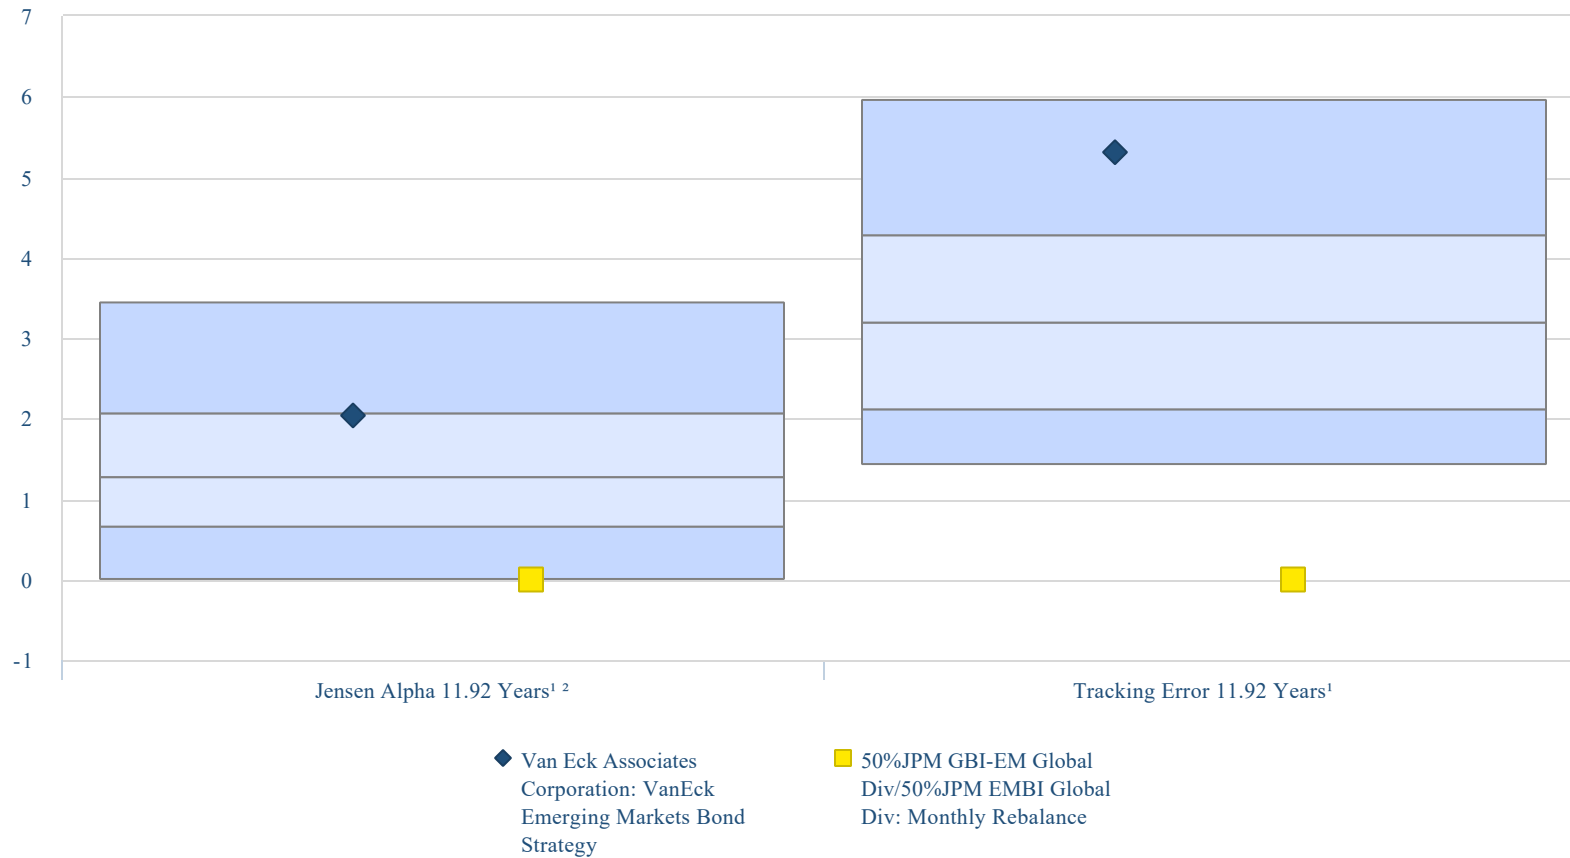 7
6
5
4
3
2
1
0
-1
Jensen Alpha 11.92 Years¹ ²
Tracking Error 11.92 Years¹
Van Eck Associates
Corporation: VanEck
Emerging Markets Bond
Strategy
50%JPM GBI-EM Global
Div/50%JPM EMBI Global
Div: Monthly Rebalance